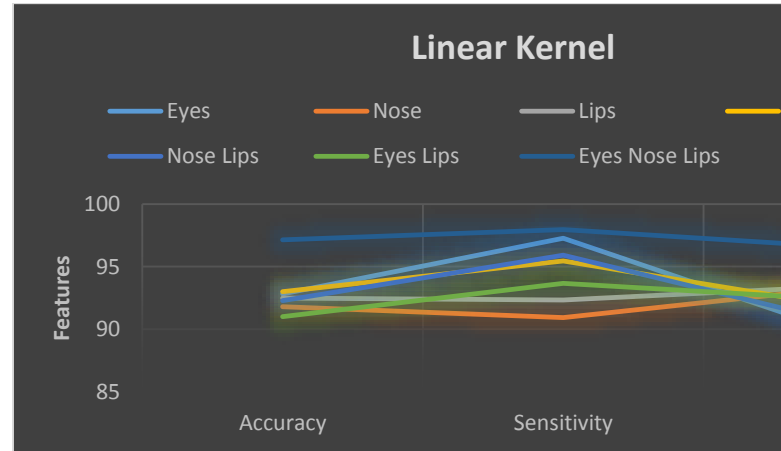 Linear Kernel
Eyes Nose Lips
Nose Lips Eyes Lips Eyes Nose Lips
100
95
90
85
Features
Accuracy Sensitivity